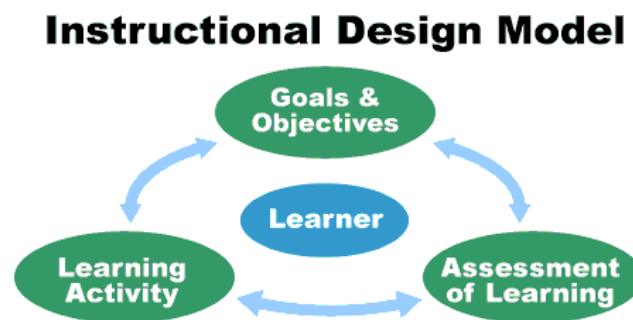 Instructional Design Model
Goals &
Objectives
Learner
Learning
Activity
Assessment
of Learning